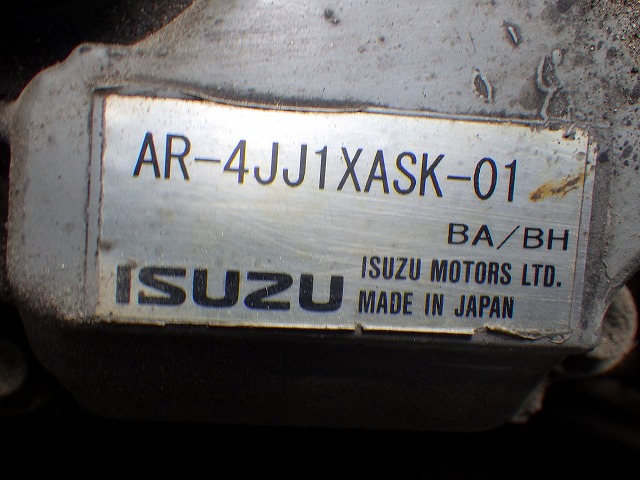 AR-4JJ1XASK-01
BA/BH
ISUZU
ISUZU MOTORS LTD.
MADE IN JAPAN